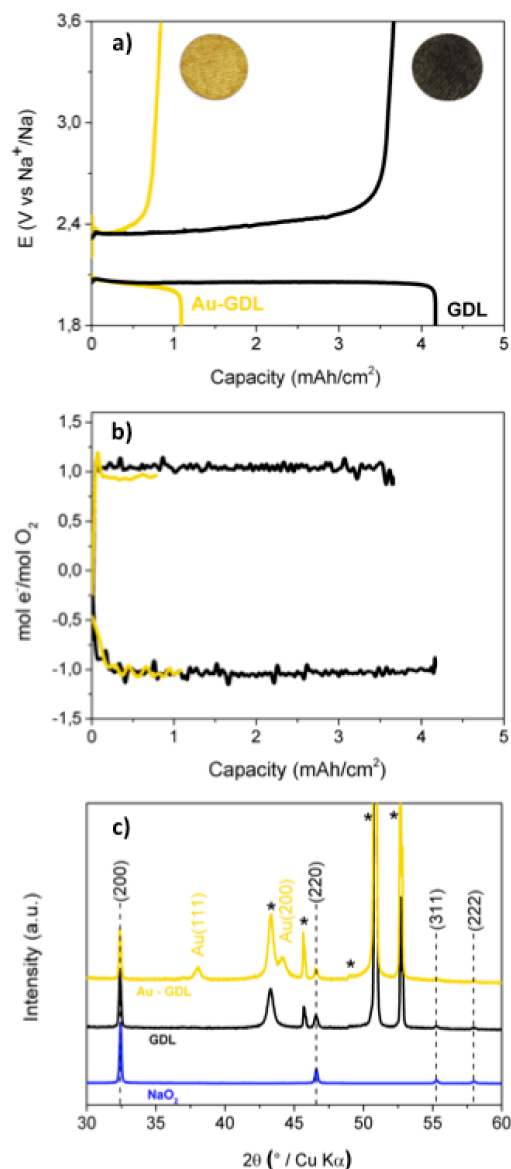 a)
3,6
3,0
2,4
1,8
E (V vs Na⁺/Na)
Au-GDL
GDL
0 1 2 3 4 5
Capacity (mAh/cm²)
b)
1,5
1,0
0,5
0,0
-0,5
-1,0
-1,5
mol e⁻/mol O₂
0 1 2 3 4 5
Capacity (mAh/cm²)
c)
Intensity (a.u.)
(200)
Au(111)
*
Au(200)
*
(220)
*
*
*
(311)
(222)
Au - GDL
GDL
NaO₂
30 35 40 45 50 55 60
2θ (° / Cu Kα)